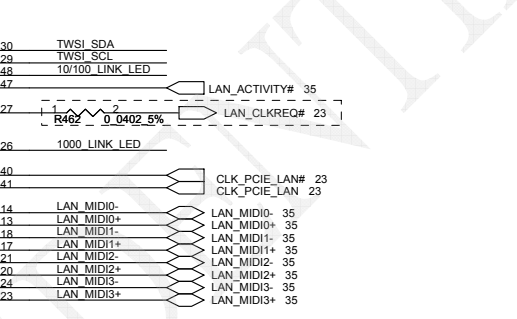 30 TWSI_SDA
29 TWSI_SCL
48 10/100_LINK_LED
47 LAN_ACTIVITY# 35
27 1 2 LAN_CLKREQ# 23
R462 0_0402_5%
26 1000_LINK_LED
40 CLK_PCIE_LAN# 23
41 CLK_PCIE_LAN 23
14 LAN_MIDI0- LAN_MIDI0- 35
13 LAN_MIDI0+ LAN_MIDI0+ 35
18 LAN_MIDI1- LAN_MIDI1- 35
17 LAN_MIDI1+ LAN_MIDI1+ 35
21 LAN_MIDI2- LAN_MIDI2- 35
20 LAN_MIDI2+ LAN_MIDI2+ 35
24 LAN_MIDI3- LAN_MIDI3- 35
23 LAN_MIDI3+ LAN_MIDI3+ 35